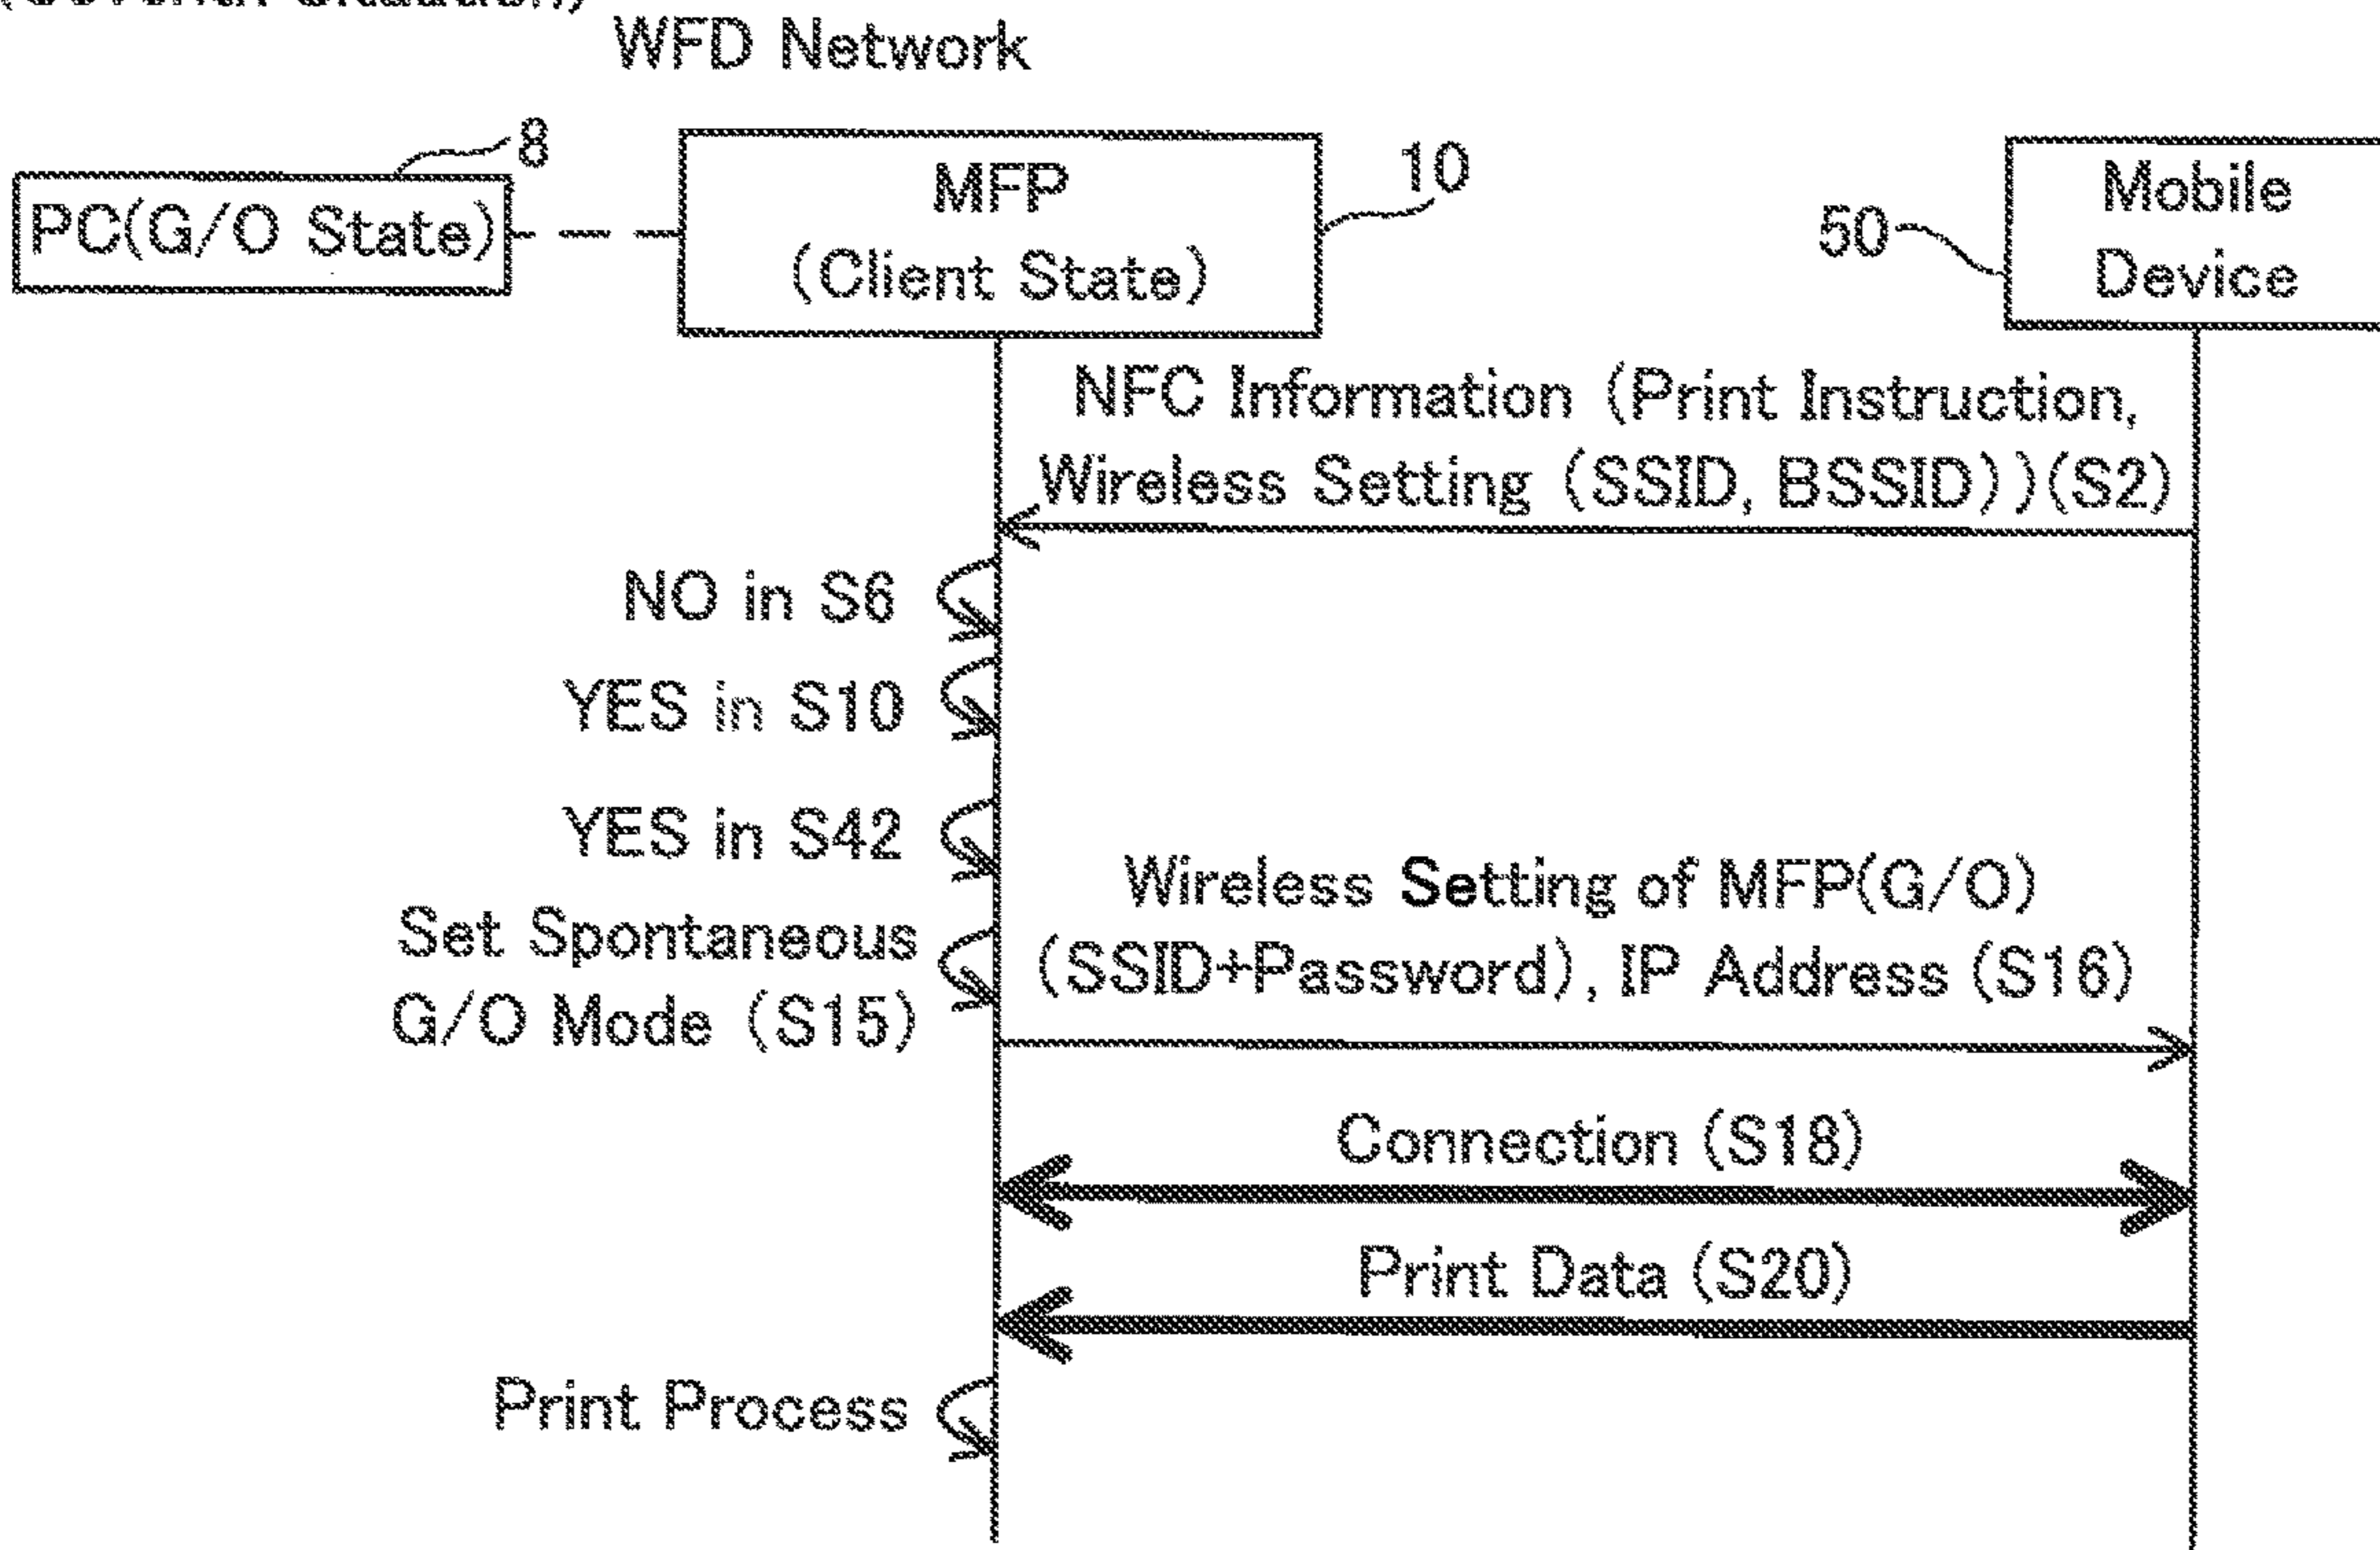 WFD Network
8
PC(G/O State)
MFP
(Client State)
10
50
Mobile
Device
NFC Information (Print Instruction,
Wireless Setting (SSID, BSSID))(S2)
NO in S6
YES in S10
YES in S42
Set Spontaneous
G/O Mode (S15)
Wireless Setting of MFP(G/O)
(SSID+Password), IP Address (S16)
Connection (S18)
Print Data (S20)
Print Process